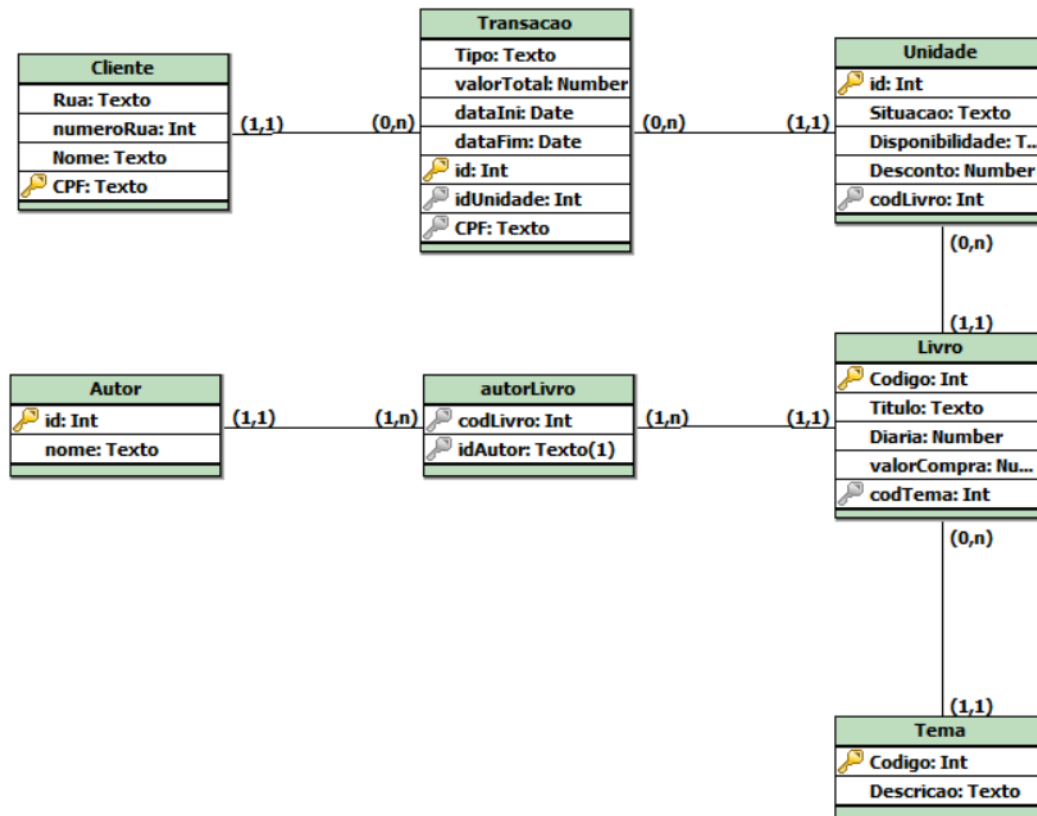 Transacao
Tipo: Texto
valorTotal: Number
dataIni: Date
dataFim: Date
id: Int
idUnidade: Int
CPF: Texto
Cliente
Rua: Texto
numeroRua: Int
Nome: Texto
CPF: Texto
(1,1)
(0,n)
(0,n)
(1,1)
Unidade
id: Int
Situacao: Texto
Disponibilidade: T...
Desconto: Number
codLivro: Int
(0,n)
(1,1)
Autor
id: Int
nome: Texto
(1,1)
(1,n)
autorLivro
codLivro: Int
idAutor: Texto(1)
(1,n)
(1,1)
Livro
Codigo: Int
Titulo: Texto
Diaria: Number
valorCompra: Nu...
codTema: Int
(0,n)
(1,1)
Tema
Codigo: Int
Descricao: Texto